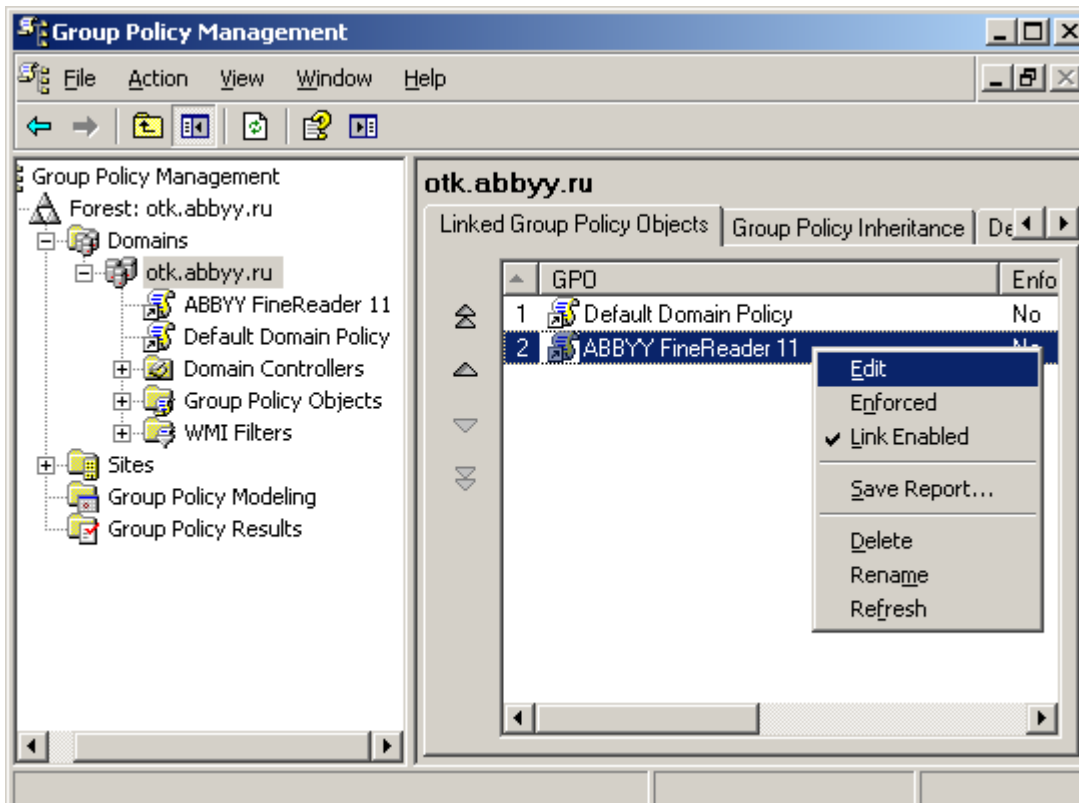 Group Policy Management
File Action View Window Help
Group Policy Management
Forest: otk.abbyy.ru
Domains
otk.abbyy.ru
ABBYY FineReader 11
Default Domain Policy
Domain Controllers
Group Policy Objects
WMI Filters
Sites
Group Policy Modeling
Group Policy Results
otk.abbyy.ru
Linked Group Policy Objects Group Policy Inheritance De
GPO Enfo
1 Default Domain Policy No
2 ABBYY FineReader 11 No
Edit
Enforced
Link Enabled
Save Report...
Delete
Rename
Refresh